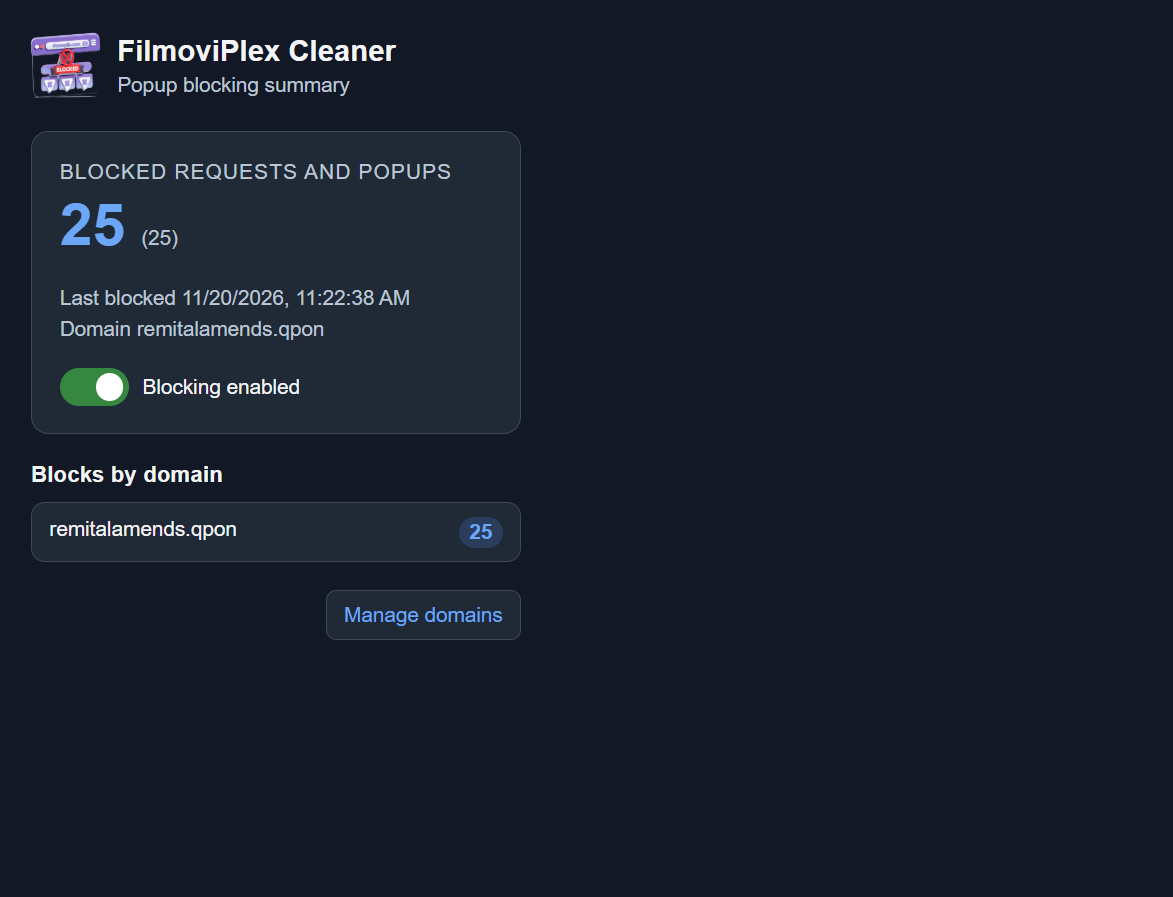 FilmoviPlex Cleaner
Popup blocking summary
BLOCKED
BLOCKED REQUESTS AND POPUPS
25 (25)
Last blocked 11/20/2026, 11:22:38 AM
Domain remitalamends.qpon
Blocking enabled
Blocks by domain
remitalamends.qpon 25
Manage domains